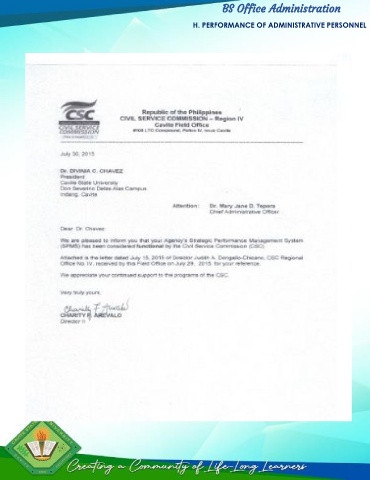 BS Office Administration
H. PERFORMANCE OF ADMINISTRATIVE PERSONNEL
CSC
CIVIL SERVICE
COMMISSION
Republic of the Philippines
CIVIL SERVICE COMMISSION – Region IV
Cavite Field Office
LTO Compound, Imus Cavite
July 30, 2015
Dr. DIVINIA C. CHAVEZ
President
Cavite State University
Don Severino Delas Alas Campus
Indang, Cavite
Attention: Dr. Mary Jane D. Tepora
Chief Administrative Officer
Dear Dr. Chavez:
We are pleased to inform you that your Agency's Strategic Performance Management System
(SPMS) has been considered functional by the Civil Service Commission (CSC).
Attached is the letter dated July 15, 2015 of Director Judith A. Dongallo-Chicano, CSC Regional
Office No. IV, received by this Field Office on July 29, 2015, for your reference.
We appreciate your continued support to the programs of the CSC.
Very truly yours,
Charity F. Arevalo
CHARITY F. AREVALO
Director II
Creating a Community of Life-Long Learners